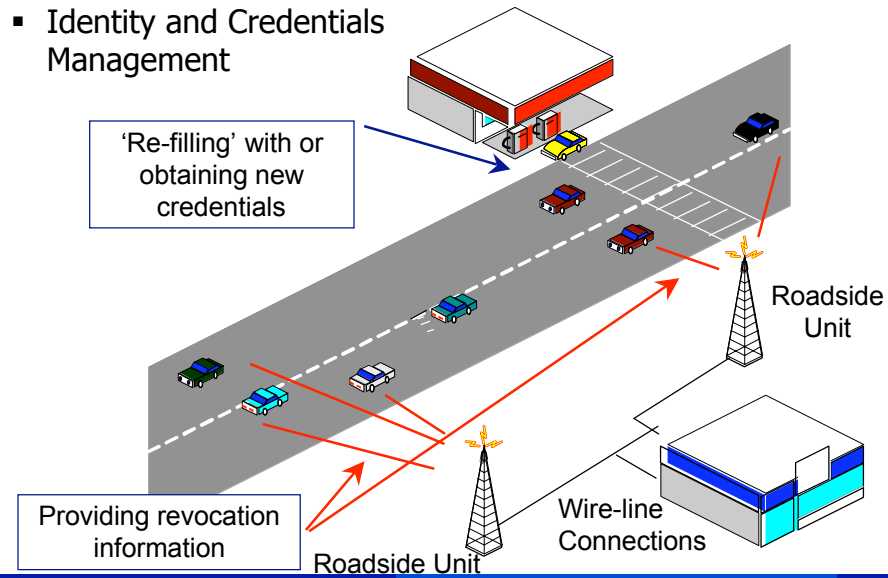 ▪ Identity and Credentials
Management
‘Re-filling’ with or
obtaining new
credentials
Roadside
Unit
Providing revocation
information
Roadside Unit
Wire-line
Connections